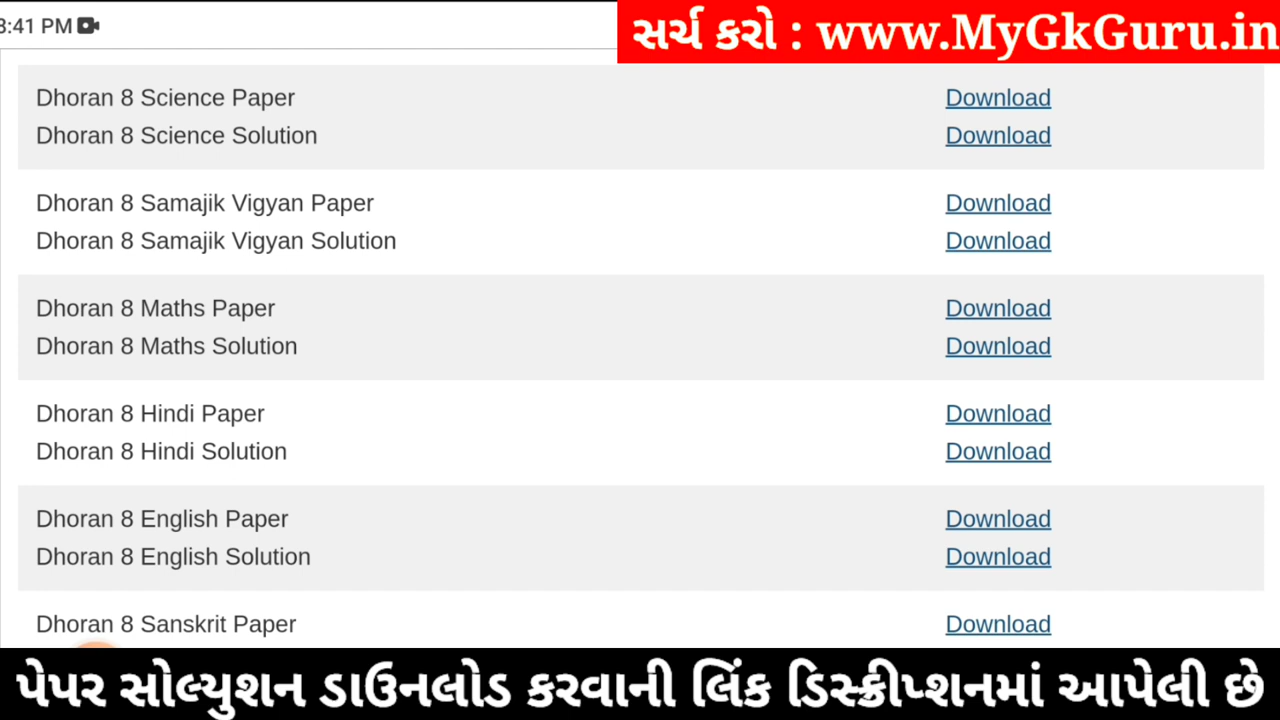 8:41 PM
સર્ચ કરો : www.MyGkGuru.in
Dhoran 8 Science Paper Download
Dhoran 8 Science Solution Download
Dhoran 8 Samajik Vigyan Paper Download
Dhoran 8 Samajik Vigyan Solution Download
Dhoran 8 Maths Paper Download
Dhoran 8 Maths Solution Download
Dhoran 8 Hindi Paper Download
Dhoran 8 Hindi Solution Download
Dhoran 8 English Paper Download
Dhoran 8 English Solution Download
Dhoran 8 Sanskrit Paper Download
પેપર સોલ્યુશન ડાઉનલોડ કરવાની લિંક ડિસ્ક્રીપ્શનમાં આપેલી છે